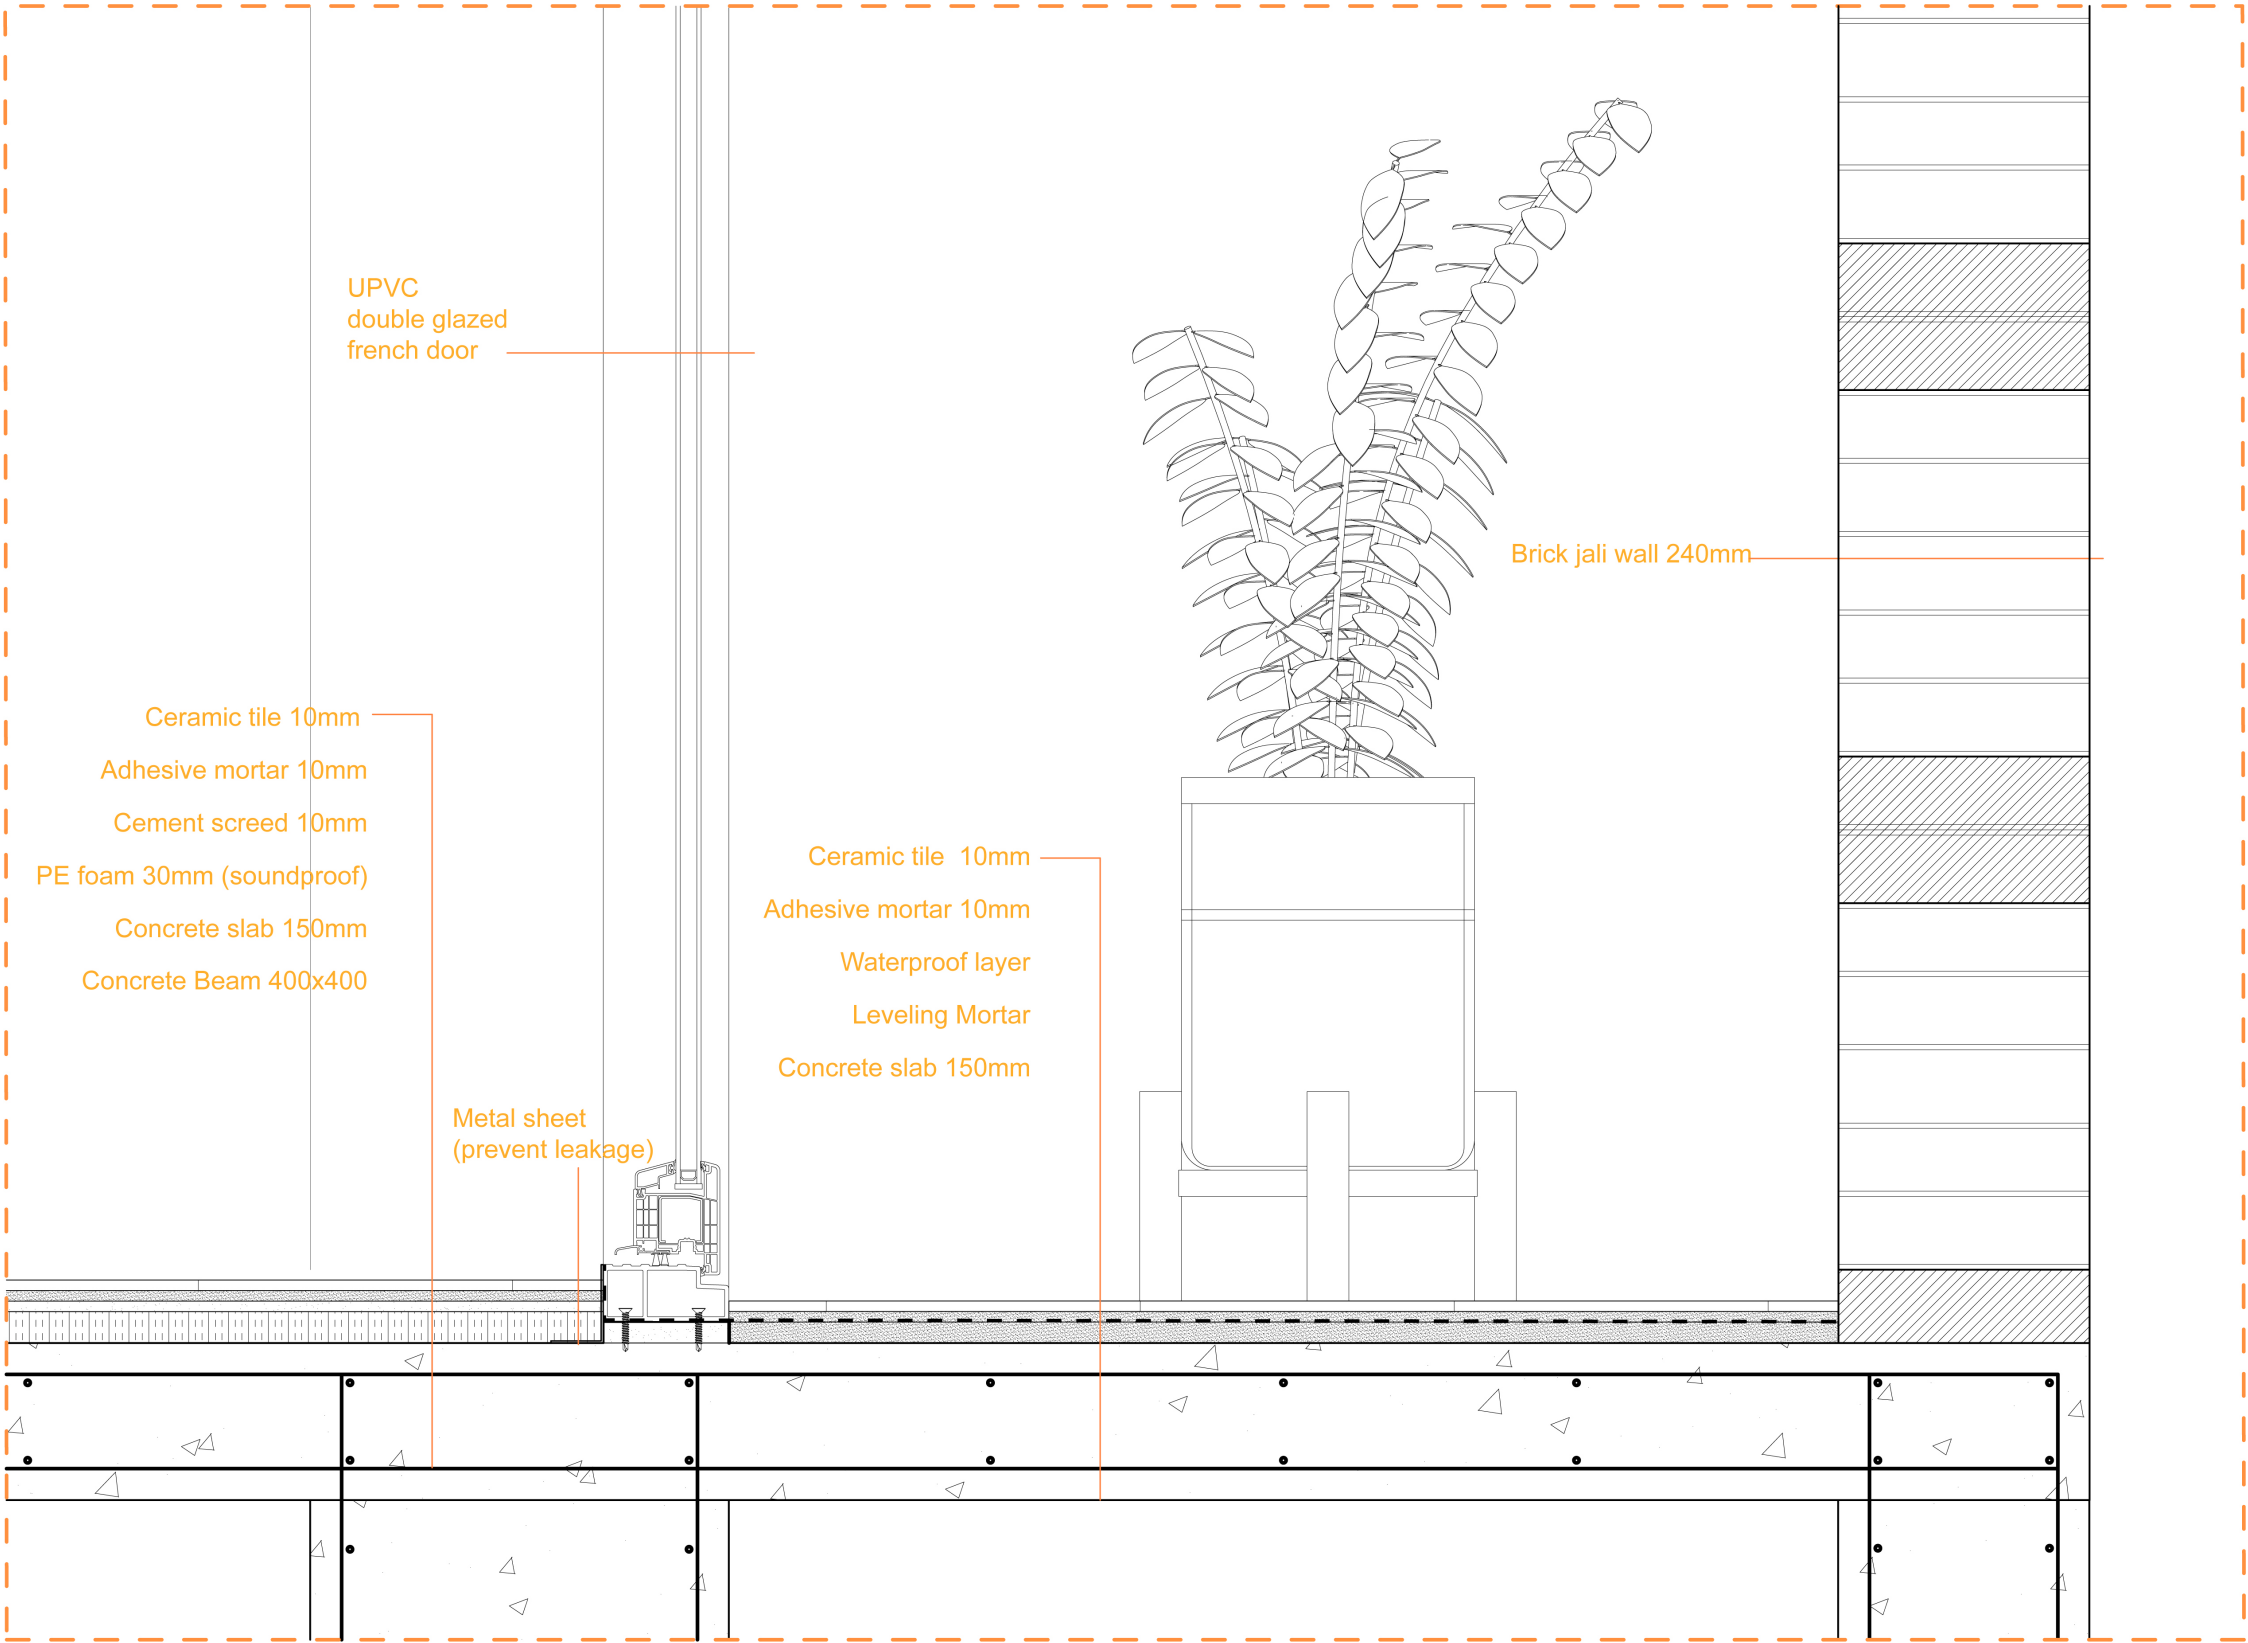 UPVC
double glazed
french door
Brick jali wall 240mm
Ceramic tile 10mm
Adhesive mortar 10mm
Cement screed 10mm
PE foam 30mm (soundproof)
Concrete slab 150mm
Concrete Beam 400x400
Ceramic tile  10mm
Adhesive mortar 10mm
Waterproof layer
Leveling Mortar
Concrete slab 150mm
Metal sheet
(prevent leakage)